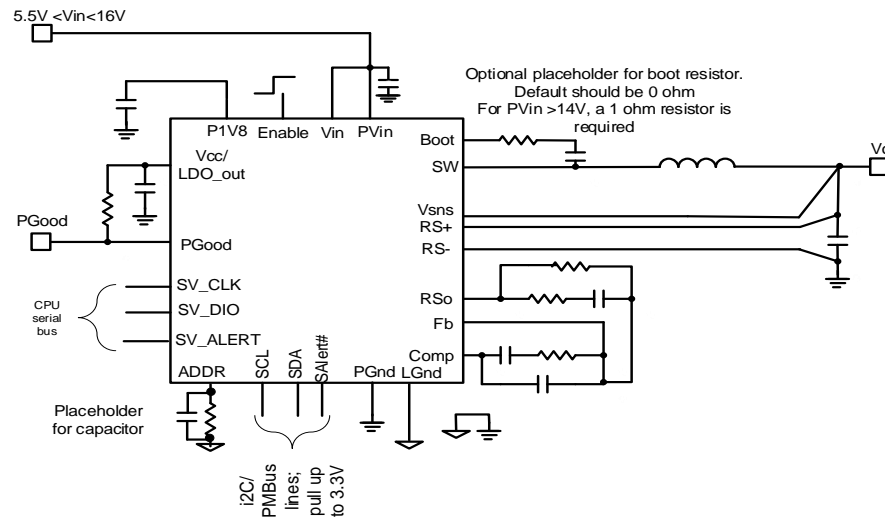 5.5V <Vin<16V
Optional placeholder for boot resistor.
Default should be 0 ohm
For PVin >14V, a 1 ohm resistor is
required
P1V8
Enable
Vin
PVin
Boot
SW
Vcc/
LDO_out
Vsns
RS+
RS-
PGood
PGood
SV_CLK
SV_DIO
SV_ALERT
CPU
serial
bus
RSo
Fb
Comp
ADDR
SCL
SDA
SAlert#
PGnd
LGnd
Placeholder
for capacitor
i2C/
PMBus
lines;
pull up
to 3.3V